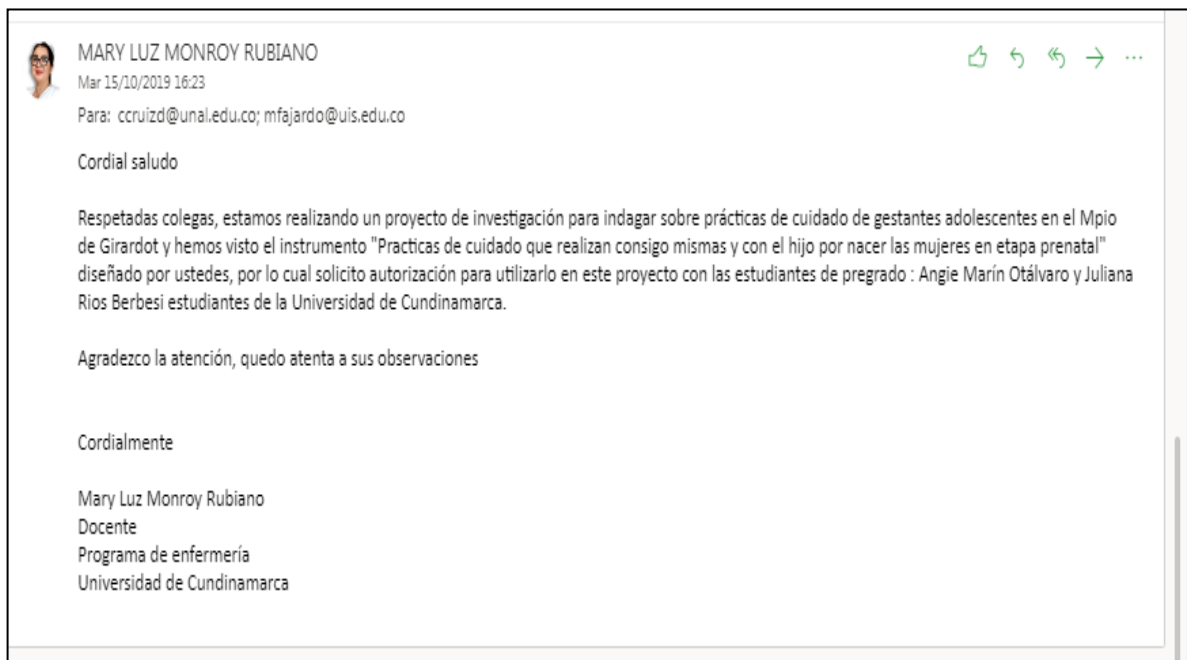 MARY LUZ MONROY RUBIANO
Mar 15/10/2019 16:23
Para: ccruizd@unal.edu.co; mfajardo@uis.edu.co
Cordial saludo
Respetadas colegas, estamos realizando un proyecto de investigación para indagar sobre prácticas de cuidado de gestantes adolescentes en el Mpio
de Girardot y hemos visto el instrumento "Practicas de cuidado que realizan consigo mismas y con el hijo por nacer las mujeres en etapa prenatal"
diseñado por ustedes, por lo cual solicito autorización para utilizarlo en este proyecto con las estudiantes de pregrado : Angie Marín Otálvaro y Juliana
Rios Berbesi estudiantes de la Universidad de Cundinamarca.
Agradezco la atención, quedo atenta a sus observaciones
Cordialmente
Mary Luz Monroy Rubiano
Docente
Programa de enfermería
Universidad de Cundinamarca